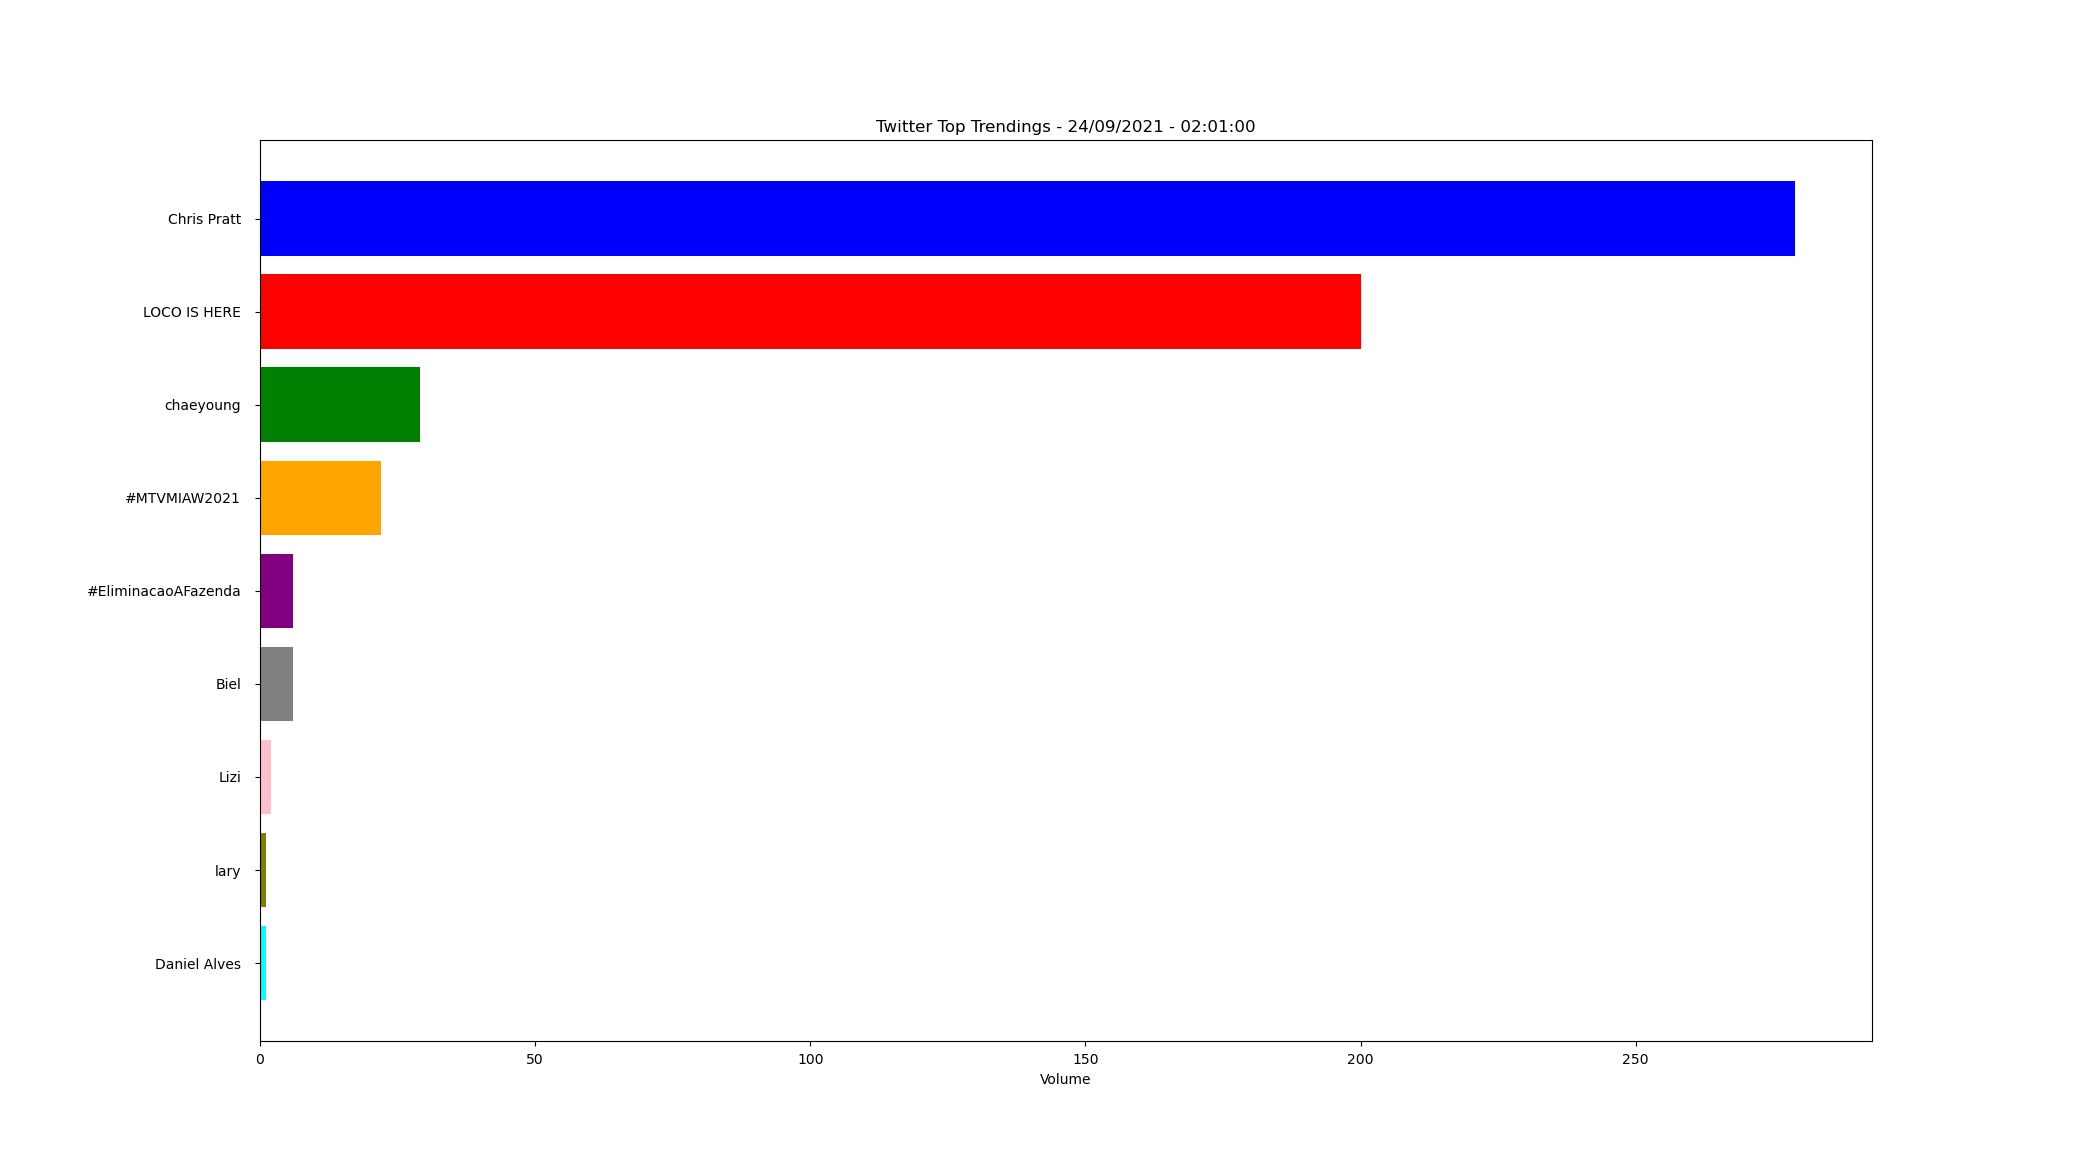 Twitter Top Trendings - 24/09/2021 - 02:01:00
Chris Pratt
LOCO IS HERE
chaeyoung
#MTVMIAW2021
#EliminacaoAFazenda
Biel
Lizi
lary
Daniel Alves
0 50 100 150 200 250
Volume